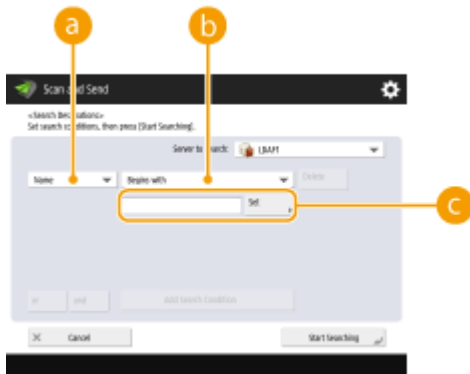 a
b
Scan and Send
<Search Destinations>
Set search conditions, then press [Start Searching].
Server to Search:
LDAP1
Name
Begins with
Delete
Set
c
or
and
Add Search Condition
Cancel
Start Searching